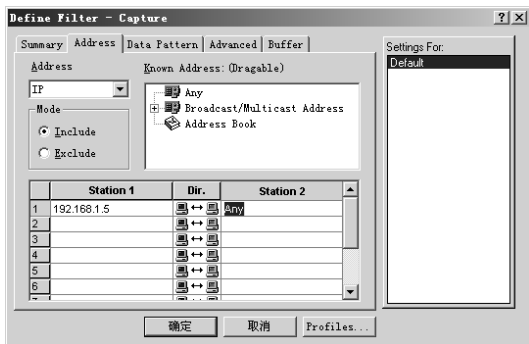 Define Filter - Capture
Summary Address Data Pattern Advanced Buffer
Address
IP
Mode
Include
Exclude
Known Address: (Dragable)
Any
Broadcast/Multicast Address
Address Book
Station 1 Dir. Station 2
1 192.168.1.5 Any
2
3
4
5
6
Settings For:
Default
确定 取消 Profiles...